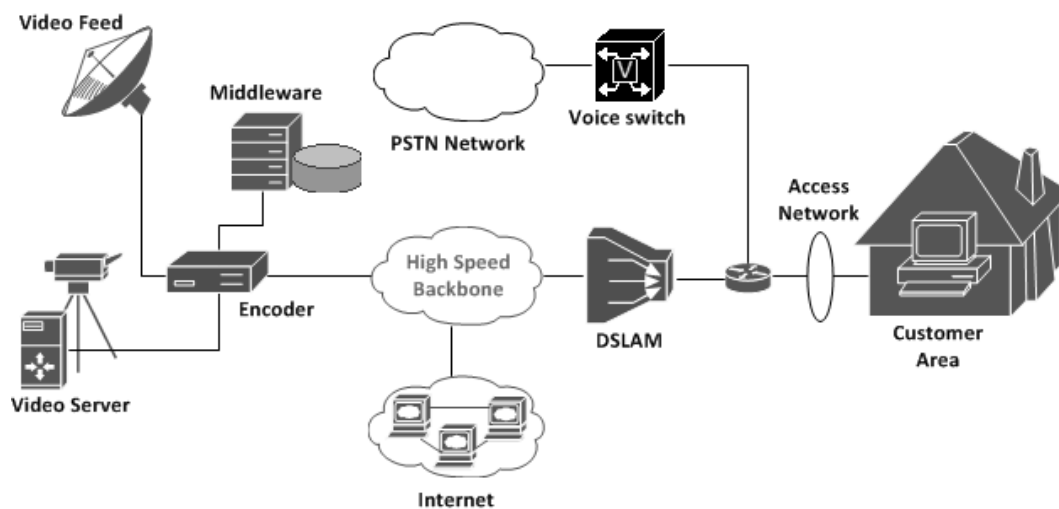 Video Feed
Middleware
PSTN Network
V
Voice switch
Access
Network
High Speed
Backbone
Encoder
DSLAM
Customer
Area
Video Server
Internet